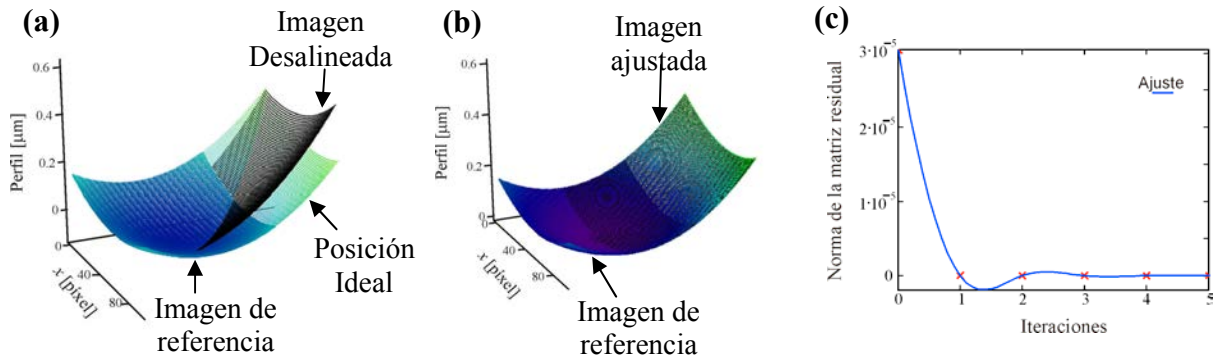 (a)
Imagen
Desalineada
0.6
0.4
0.2
0
0
40
80
Perfil [μm]
x [pixel]
Posición
Ideal
Imagen de
referencia
(b)
Imagen
ajustada
0.6
0.4
0.2
0
0
40
80
Perfil [μm]
x [pixel]
Imagen de
referencia
(c)
3·10⁻⁵
2·10⁻⁵
1·10⁻⁵
0
Norma de la matriz residual
Ajuste
0 1 2 3 4 5
Iteraciones